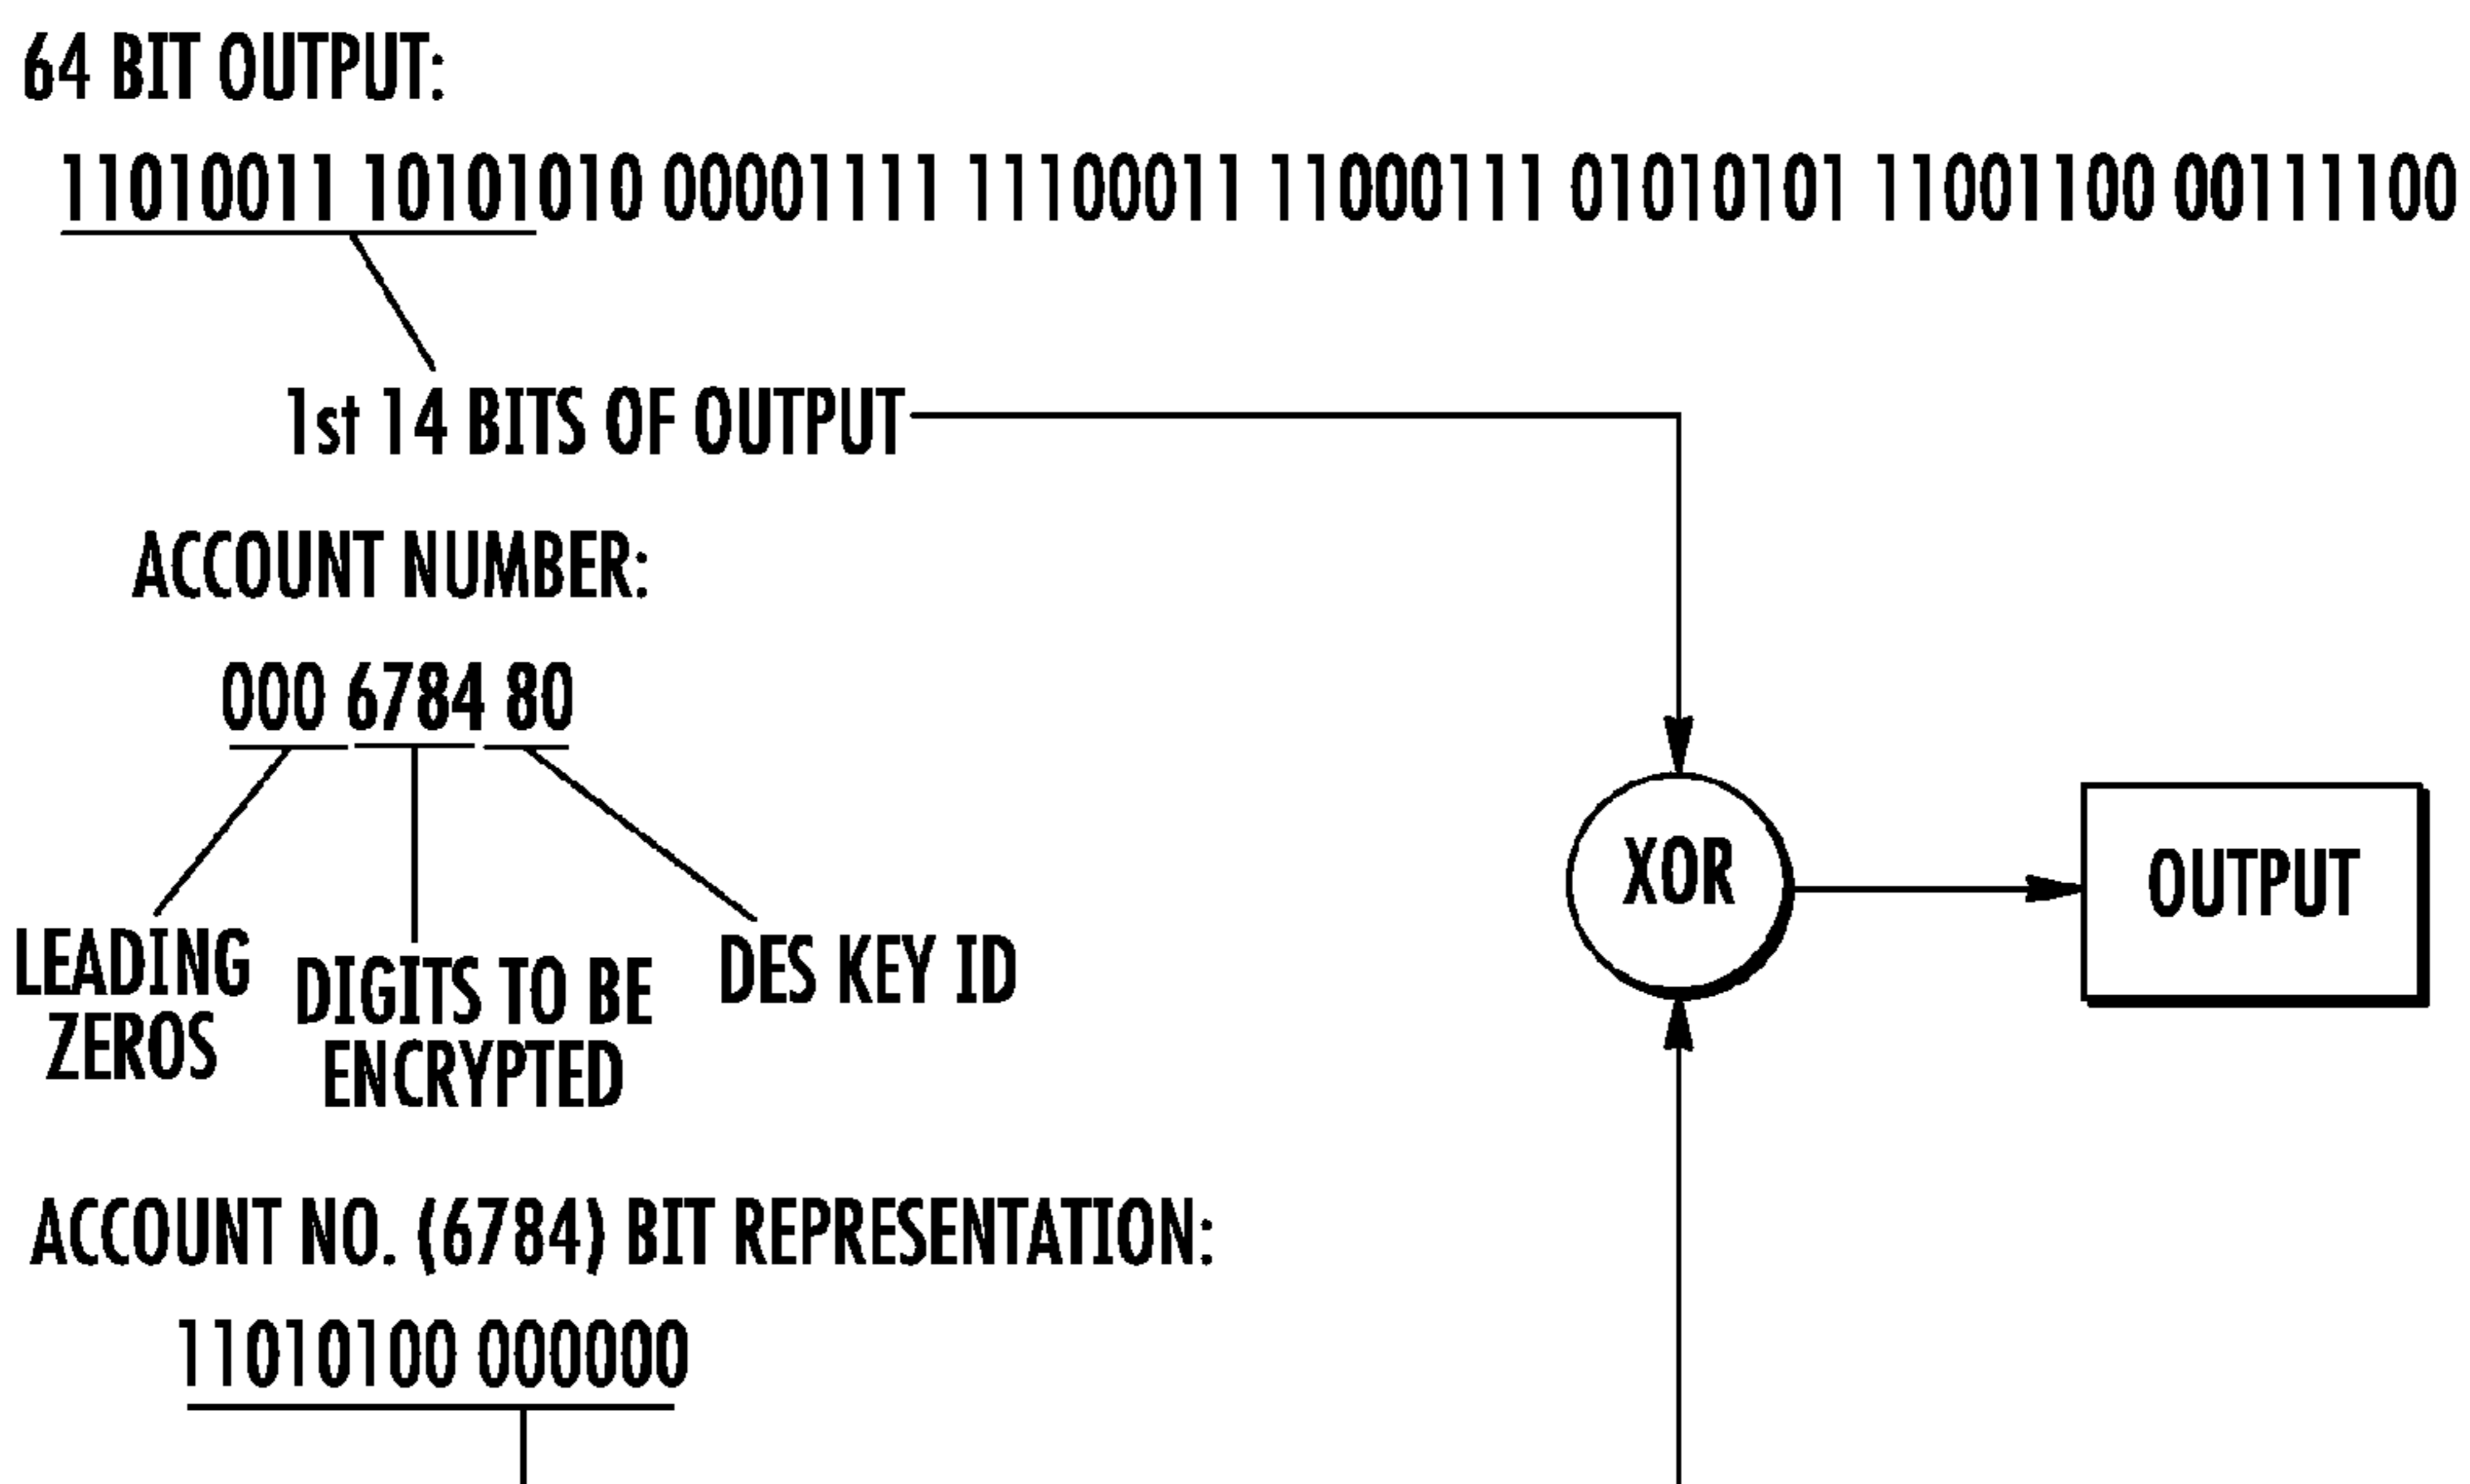 64 BIT OUTPUT:
11010011 10101010 00001111 11100011 11000111 01010101 11001100 00111100
1st 14 BITS OF OUTPUT
ACCOUNT NUMBER:
000 6784 80
XOR
OUTPUT
LEADING
ZEROS
DIGITS TO BE
ENCRYPTED
DES KEY ID
ACCOUNT NO. (6784) BIT REPRESENTATION:
11010100 000000